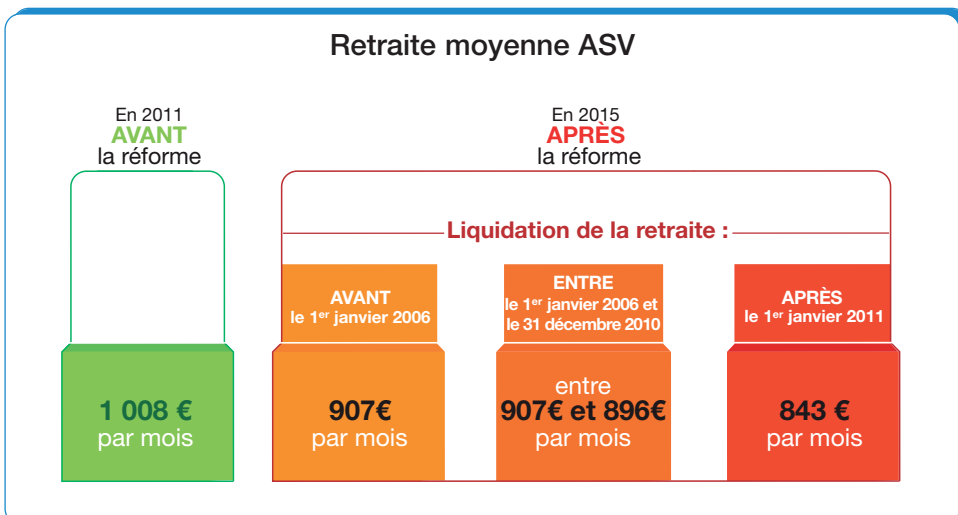 Retraite moyenne ASV
En 2011
AVANT
la réforme
En 2015
APRÈS
la réforme
Liquidation de la retraite :
AVANT
le 1er janvier 2006
ENTRE
le 1er janvier 2006 et
le 31 décembre 2010
APRÈS
le 1er janvier 2011
1 008 €
par mois
907€
par mois
entre
907€ et 896€
par mois
843 €
par mois